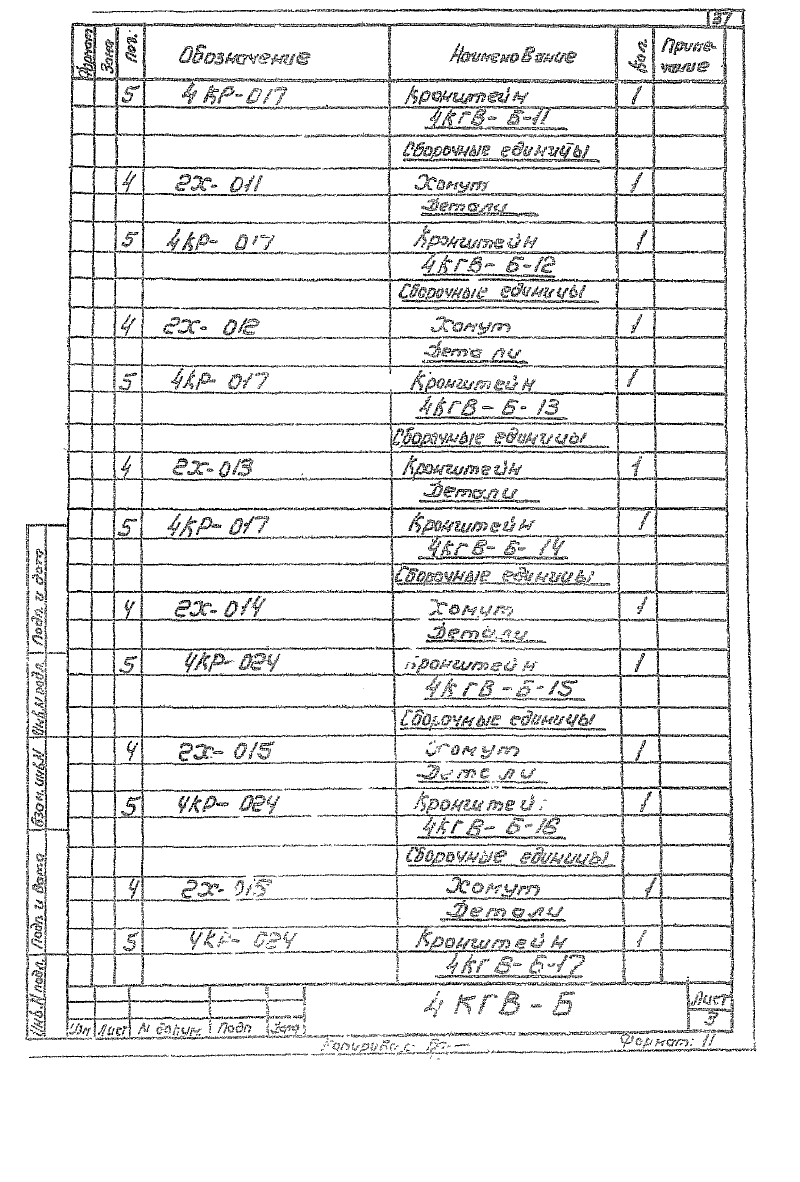 37
Формат Зона Поз. Обозначение Наименование Кол. Приме-
чание
5 4КР-017 Кронштейн 1
4КГВ-Б-11
Сборочные единицы
4 2Х-011 Хомут 1
Детали
5 4КР-017 Кронштейн 1
4КГВ-Б-12
Сборочные единицы
4 2Х-012 Хомут 1
Детали
5 4КР-017 Кронштейн 1
4КГВ-Б-13
Сборочные единицы
4 2Х-013 Кронштейн 1
Детали
5 4КР-017 Кронштейн 1
4КГВ-Б-14
Сборочные единицы
4 2Х-014 Хомут 1
Детали
5 4КР-024 Кронштейн 1
4КГВ-Б-15
Сборочные единицы
4 2Х-015 Хомут 1
Детели
5 4КР-024 Кронштей 1
4КГВ-Б-16
Сборочные единицы
4 2Х-015 Хомут 1
Детали
5 4КР-024 Кронштейн 1
4КГВ-Б-17
Подп. и дата
Инв.N подл.
Взам. инв.N
Подп. и дата
Инв.N подл.
4КГВ-Б
Лист
3
Изм Лист N докум. Подп Дата
Копировал
Формат: 11